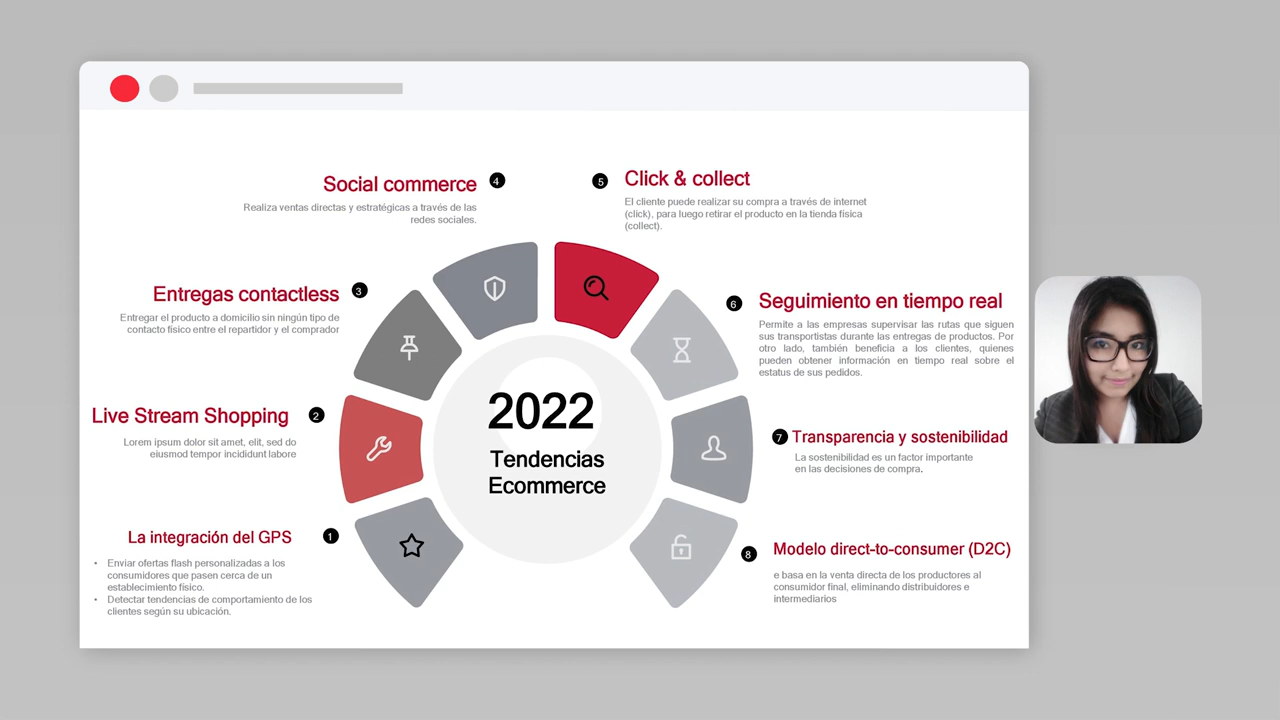 Social commerce 4
Realiza ventas directas y estratégicas a través de las
redes sociales.
5 Click & collect
El cliente puede realizar su compra a través de internet
(click), para luego retirar el producto en la tienda física
(collect).
Entregas contactless 3
Entregar el producto a domicilio sin ningún tipo de
contacto físico entre el repartidor y el comprador
6 Seguimiento en tiempo real
Permite a las empresas supervisar las rutas que siguen
sus transportistas durante las entregas de productos. Por
otro lado, también beneficia a los clientes, quienes
pueden obtener información en tiempo real sobre el
estatus de sus pedidos.
2022
Tendencias
Ecommerce
Live Stream Shopping 2
Lorem ipsum dolor sit amet, elit, sed do
eiusmod tempor incididunt labore
7 Transparencia y sostenibilidad
La sostenibilidad es un factor importante
en las decisiones de compra.
La integración del GPS 1
• Enviar ofertas flash personalizadas a los
consumidores que pasen cerca de un
establecimiento físico.
• Detectar tendencias de comportamiento de los
clientes según su ubicación.
8 Modelo direct-to-consumer (D2C)
e basa en la venta directa de los productores al
consumidor final, eliminando distribuidores e
intermediarios